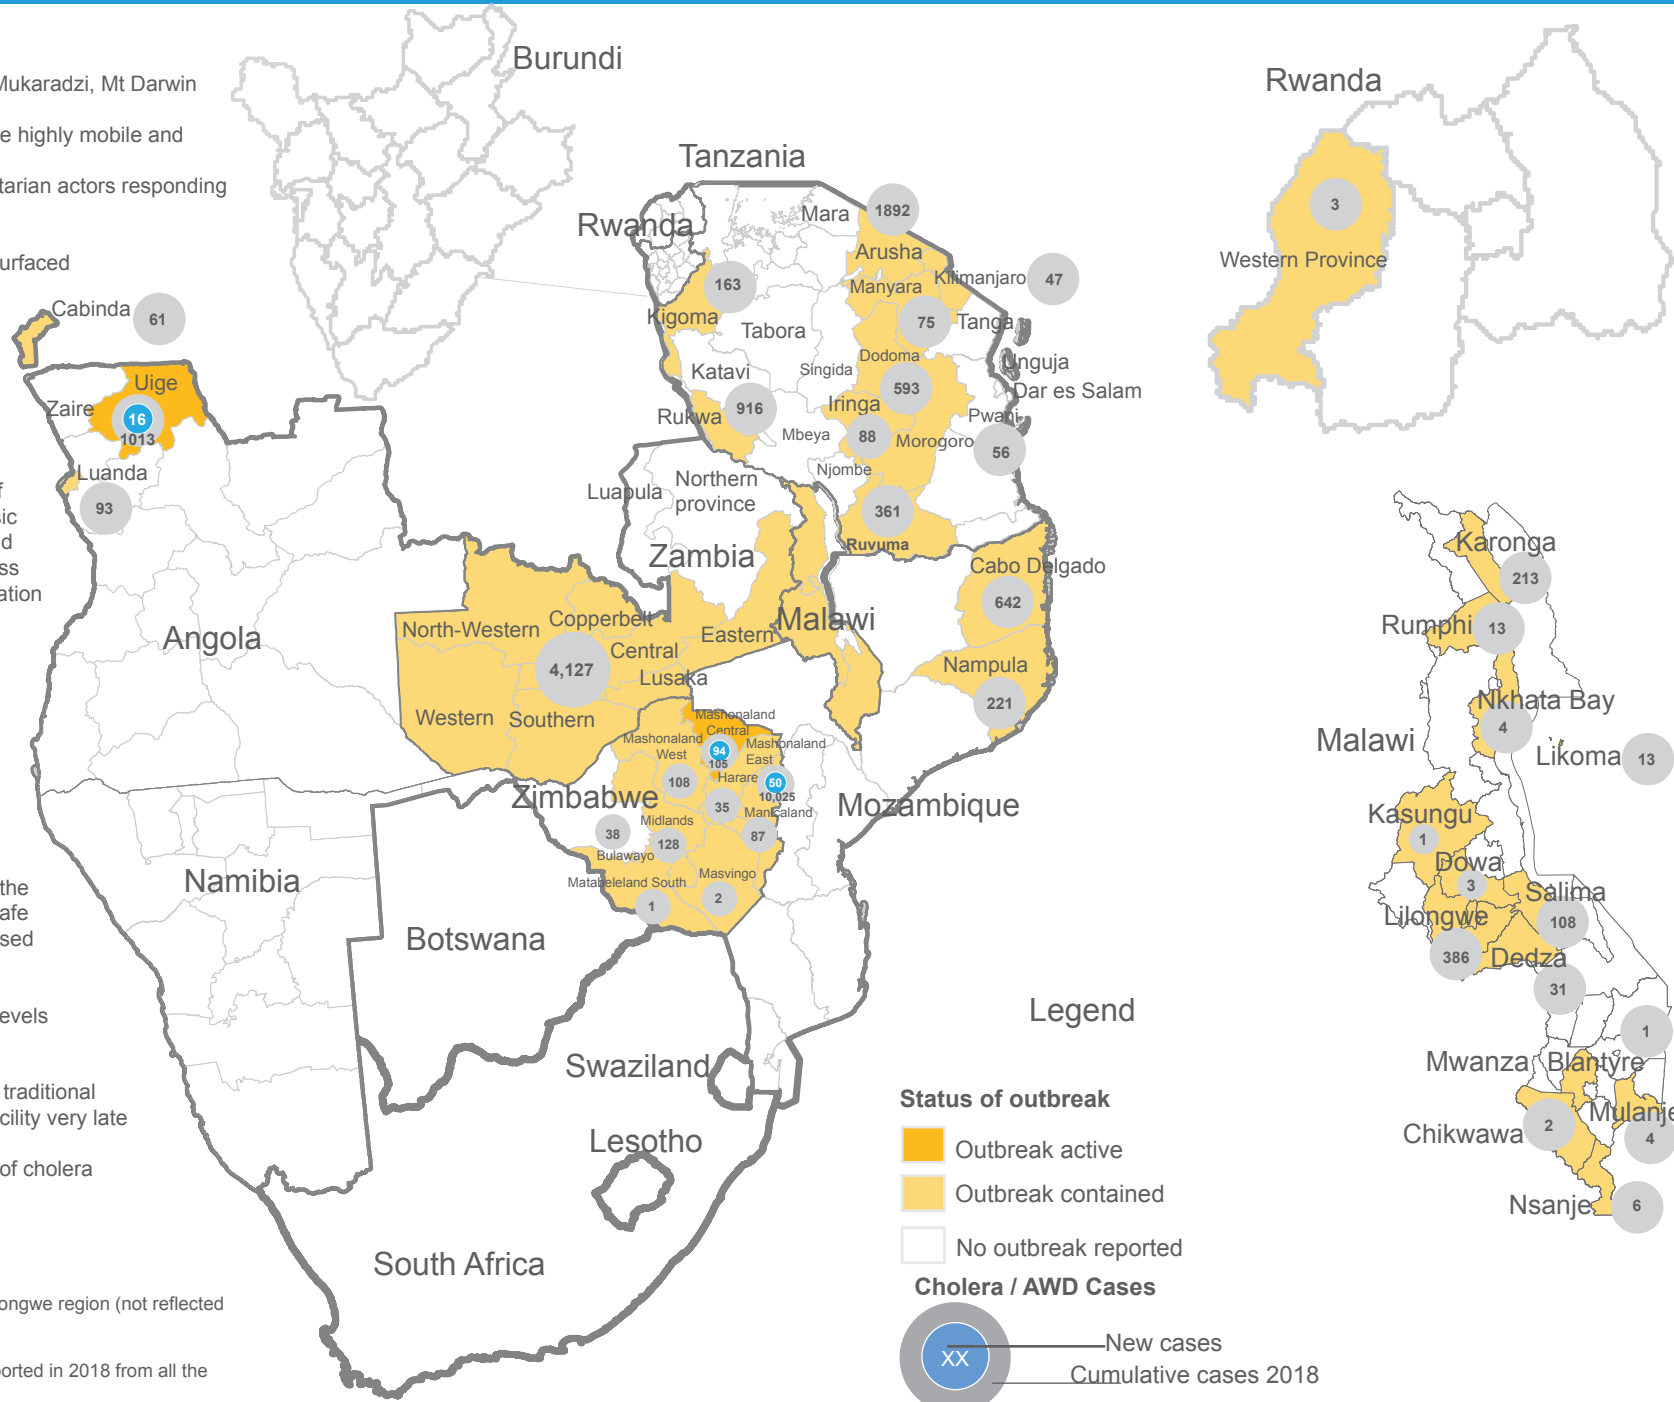 Mukaradzi, Mt Darwin
e highly mobile and
tarian actors responding
urfaced
f
sic
d
ss
ation
the
afe
sed
evels
traditional
cility very late
of cholera
ongwe region (not reflected
ported in 2018 from all the
Burundi
Tanzania
Rwanda
Mara
1892
Arusha
Kilimanjaro
47
Manyara
163
Kigoma
75
Tanga
Tabora
Unguja
Dodoma
Singida
Katavi
593
Dar es Salam
Rukwa
916
Iringa
Pwani
Mbeya
88
Morogoro
56
Njombe
361
Ruvuma
Cabinda
61
Uige
Zaire
16
1013
Luanda
93
Angola
Luapula
Northern
province
Zambia
North-Western
Copperbelt
Central
Eastern
4,127
Lusaka
Western
Southern
Malawi
Cabo Delgado
642
Nampula
221
Mozambique
Zimbabwe
Mashonaland
Central
94
105
Mashonaland
West
108
Mashonaland
East
Harare
50
10,025
35
Manicaland
87
Midlands
128
38
Bulawayo
Masvingo
2
Matabeleland South
1
Namibia
Botswana
Swaziland
Lesotho
South Africa
Rwanda
3
Western Province
Karonga
213
Rumphi
13
Nkhata Bay
4
Malawi
Likoma
13
Kasungu
1
Dowa
3
Salima
108
Lilongwe
386
Dedza
31
1
Mwanza
Blantyre
Chikwawa
2
Mulanje
4
Nsanje
6
Legend
Status of outbreak
Outbreak active
Outbreak contained
No outbreak reported
Cholera / AWD Cases
XX
New cases
Cumulative cases 2018